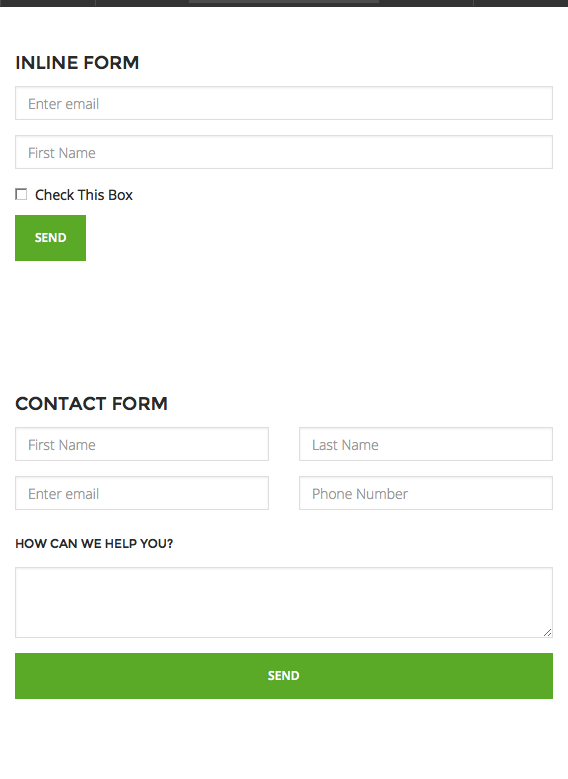 INLINE FORM
Enter email
First Name
Check This Box
SEND
CONTACT FORM
First Name Last Name
Enter email Phone Number
HOW CAN WE HELP YOU?
SEND